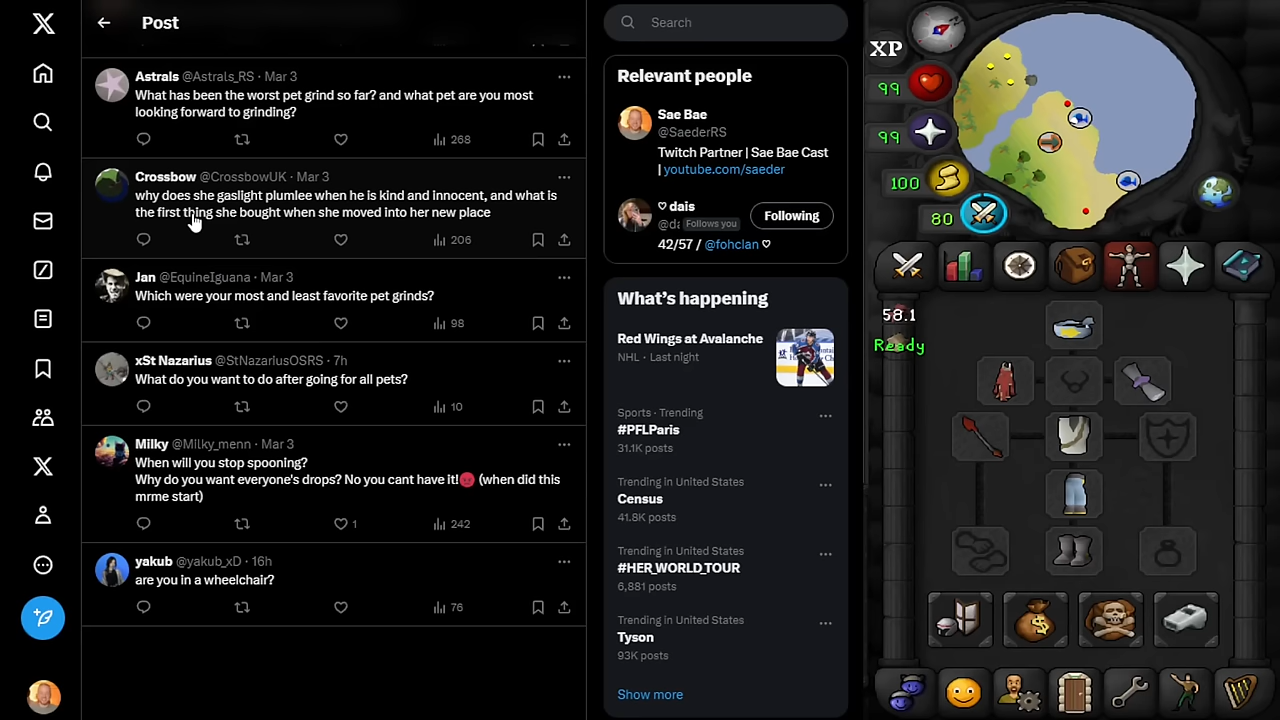 Post
Astrals @Astrals_RS · Mar 3
What has been the worst pet grind so far? and what pet are you most
looking forward to grinding?
268
Crossbow @CrossbowUK · Mar 3
why does she gaslight plumlee when he is kind and innocent, and what is
the first thing she bought when she moved into her new place
206
Jan @EquineIguana · Mar 3
Which were your most and least favorite pet grinds?
98
xSt Nazarius @StNazariusOSRS · 7h
What do you want to do after going for all pets?
10
Milky @Milky_menn · Mar 3
When will you stop spooning?
Why do you want everyone's drops? No you cant have it!😡 (when did this
mrme start)
1 242
yakub @yakub_xD · 16h
are you in a wheelchair?
76
Search
Relevant people
Sae Bae
@SaederRS
Twitch Partner | Sae Bae Cast
| youtube.com/saeder
♡ dais
@da Follows you
Following
42/57 / @fohclan ♡
What's happening
Red Wings at Avalanche
NHL · Last night
Sports · Trending
#PFLParis
31.1K posts
Trending in United States
Census
41.8K posts
Trending in United States
#HER_WORLD_TOUR
6,881 posts
Trending in United States
Tyson
93K posts
Show more
XP
99
99
100
80
58.1
Ready